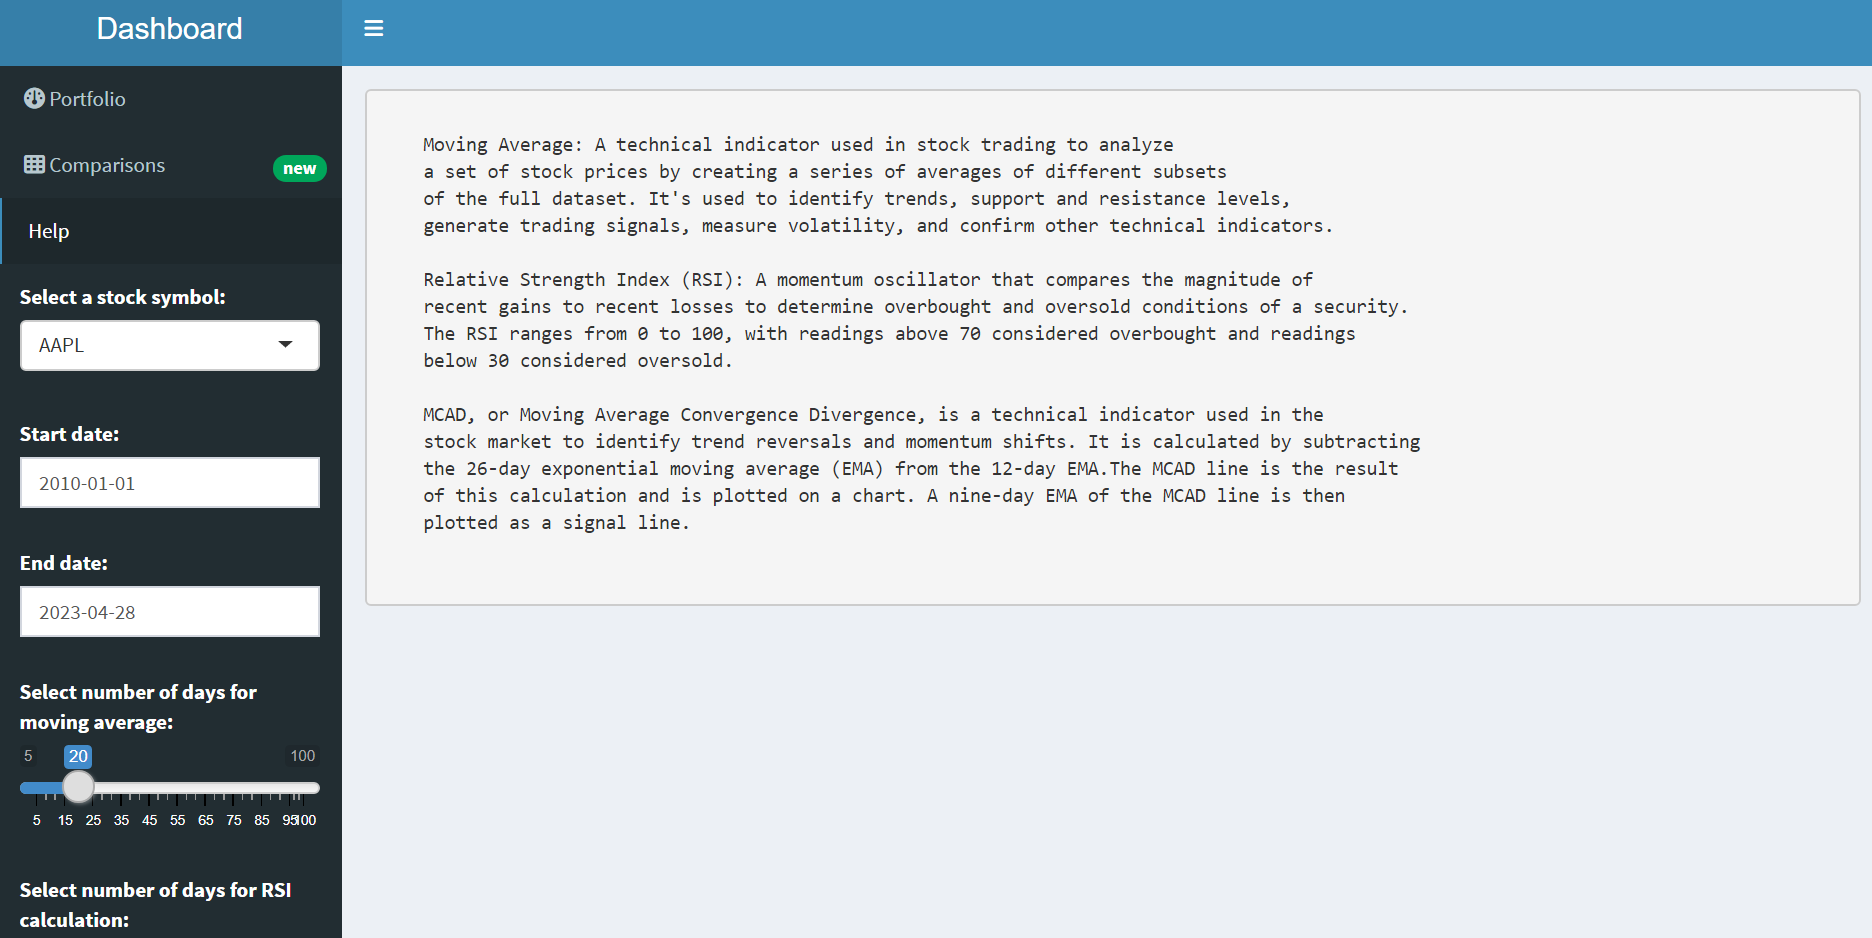 Dashboard
Portfolio
Comparisons
new
Help
Select a stock symbol:
AAPL
Start date:
2010-01-01
End date:
2023-04-28
Select number of days for
moving average:
5 20 100
5 15 25 35 45 55 65 75 85 95 100
Select number of days for RSI
calculation:
Moving Average: A technical indicator used in stock trading to analyze
a set of stock prices by creating a series of averages of different subsets
of the full dataset. It's used to identify trends, support and resistance levels,
generate trading signals, measure volatility, and confirm other technical indicators.
Relative Strength Index (RSI): A momentum oscillator that compares the magnitude of
recent gains to recent losses to determine overbought and oversold conditions of a security.
The RSI ranges from 0 to 100, with readings above 70 considered overbought and readings
below 30 considered oversold.
MCAD, or Moving Average Convergence Divergence, is a technical indicator used in the
stock market to identify trend reversals and momentum shifts. It is calculated by subtracting
the 26-day exponential moving average (EMA) from the 12-day EMA.The MCAD line is the result
of this calculation and is plotted on a chart. A nine-day EMA of the MCAD line is then
plotted as a signal line.